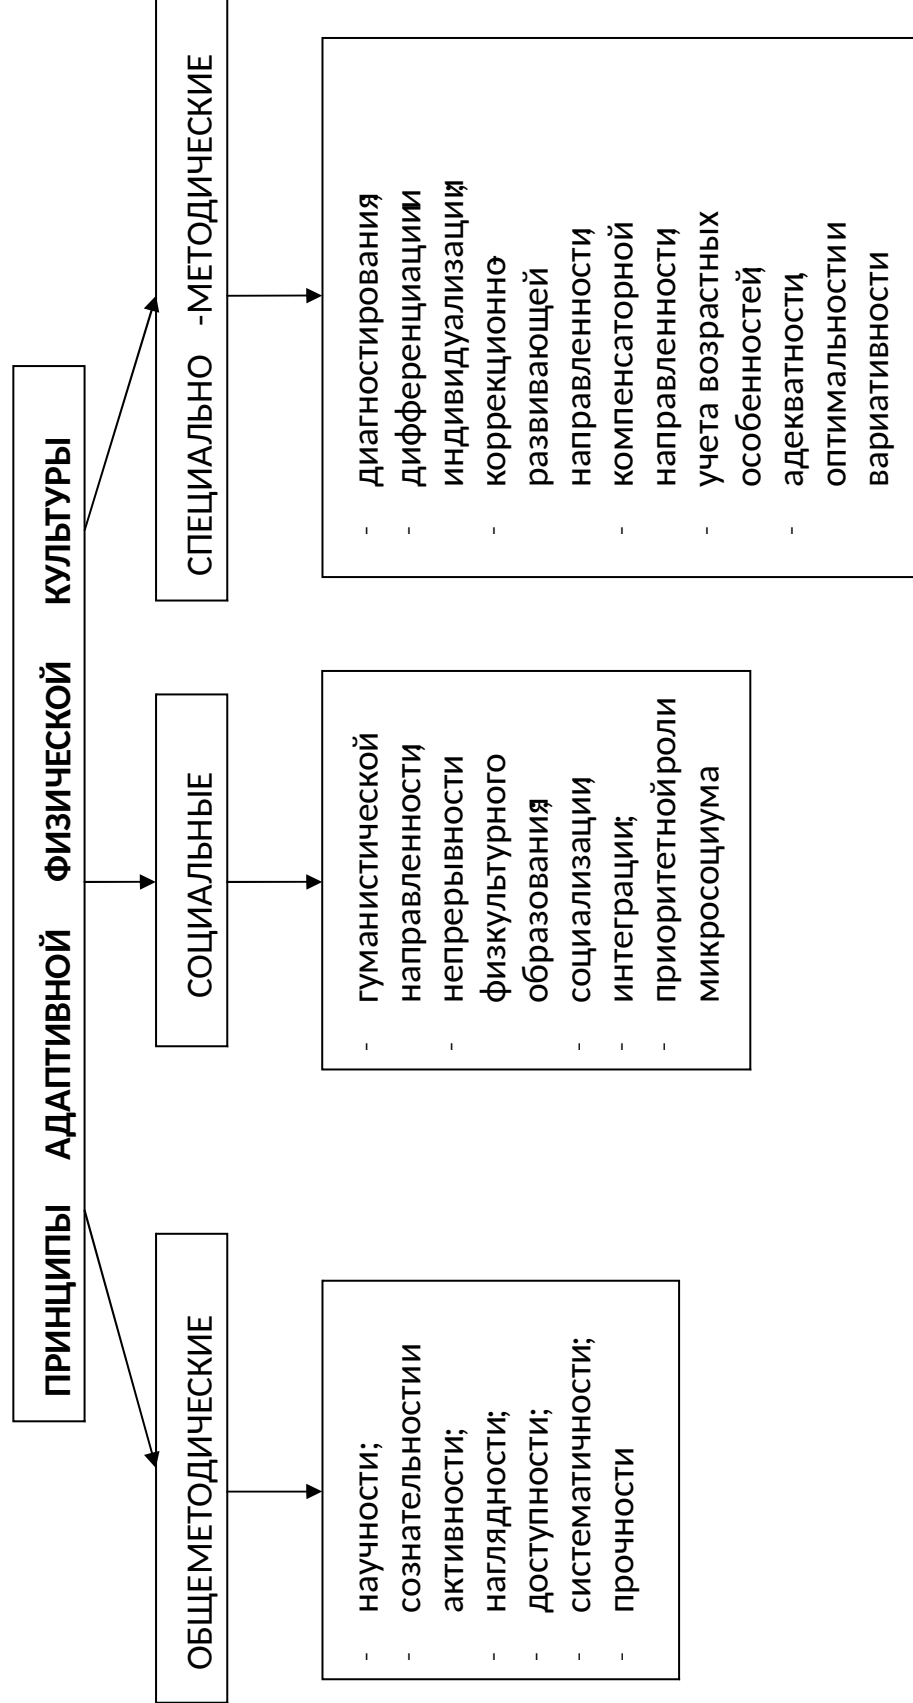 ПРИНЦИПЫ АДАПТИВНОЙ ФИЗИЧЕСКОЙ КУЛЬТУРЫ
ОБЩЕМЕТОДИЧЕСКИЕ
СОЦИАЛЬНЫЕ
СПЕЦИАЛЬНО -МЕТОДИЧЕСКИЕ
- научности;
- сознательности и
активности;
- наглядности;
- доступности;
- систематичности;
- прочности
- гуманистической
направленности;
- непрерывности
физкультурного
образования;
- социализации;
- интеграции;
- приоритетной роли
микросоциума
- диагностирования;
- дифференциации и
индивидуализации;
- коррекционно-
развивающей
направленности;
- компенсаторной
направленности;
- учета возрастных
особенностей;
- адекватности,
оптимальности и
вариативности